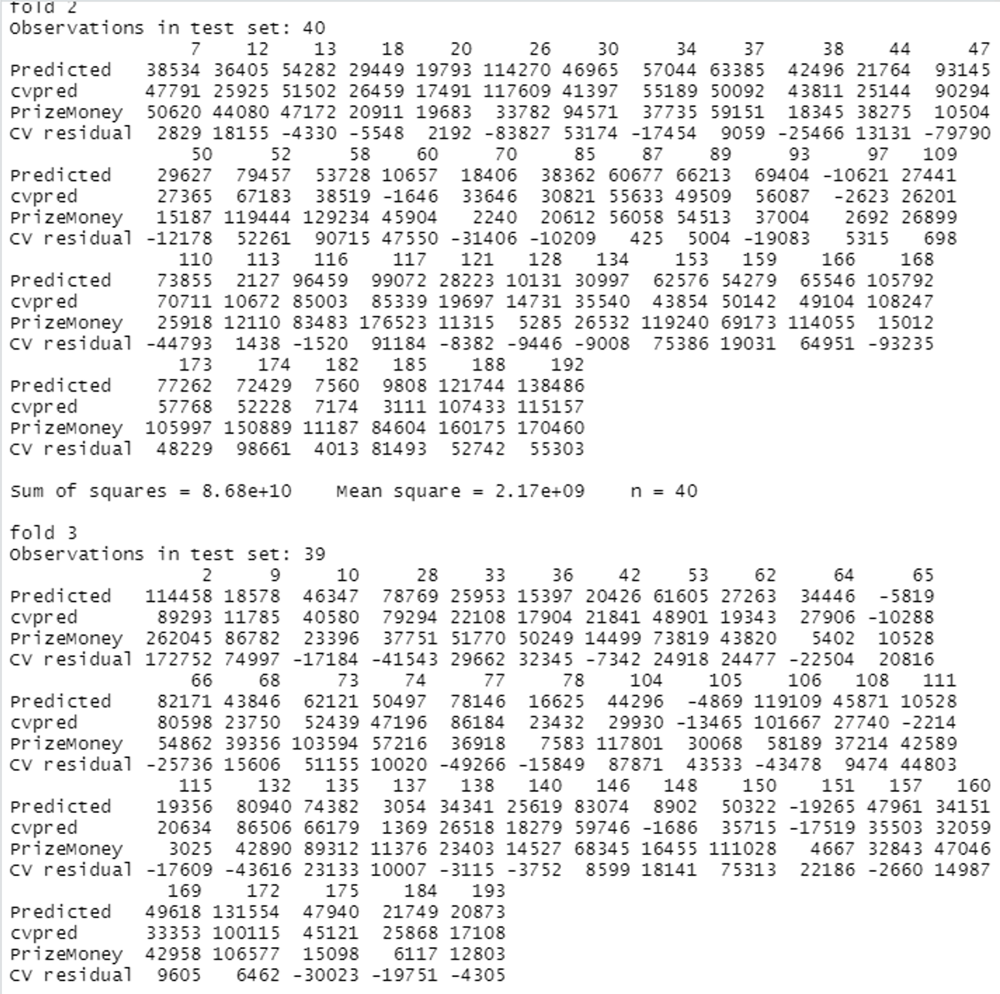 fold 2
Observations in test set: 40
7 12 13 18 20 26 30 34 37 38 44 47
Predicted 38534 36405 54282 29449 19793 114270 46965 57044 63385 42496 21764 93145
cvpred 47791 25925 51502 26459 17491 117609 41397 55189 50092 43811 25144 90294
PrizeMoney 50620 44080 47172 20911 19683 33782 94571 37735 59151 18345 38275 10504
CV residual 2829 18155 -4330 -5548 2192 -83827 53174 -17454 9059 -25466 13131 -79790
50 52 58 60 70 85 87 89 93 97 109
Predicted 29627 79457 53728 10657 18406 38362 60677 66213 69404 -10621 27441
cvpred 27365 67183 38519 -1646 33646 30821 55633 49509 56087 -2623 26201
PrizeMoney 15187 119444 129234 45904 2240 20612 56058 54513 37004 2692 26899
CV residual -12178 52261 90715 47550 -31406 -10209 425 5004 -19083 5315 698
110 113 116 117 121 128 134 153 159 166 168
Predicted 73855 2127 96459 99072 28223 10131 30997 62576 54279 65546 105792
cvpred 70711 10672 85003 85339 19697 14731 35540 43854 50142 49104 108247
PrizeMoney 25918 12110 83483 176523 11315 5285 26532 119240 69173 114055 15012
CV residual -44793 1438 -1520 91184 -8382 -9446 -9008 75386 19031 64951 -93235
173 174 182 185 188 192
Predicted 77262 72429 7560 9808 121744 138486
cvpred 57768 52228 7174 3111 107433 115157
PrizeMoney 105997 150889 11187 84604 160175 170460
CV residual 48229 98661 4013 81493 52742 55303
Sum of squares = 8.68e+10 Mean square = 2.17e+09 n = 40
fold 3
Observations in test set: 39
2 9 10 28 33 36 42 53 62 64 65
Predicted 114458 18578 46347 78769 25953 15397 20426 61605 27263 34446 -5819
cvpred 89293 11785 40580 79294 22108 17904 21841 48901 19343 27906 -10288
PrizeMoney 262045 86782 23396 37751 51770 50249 14499 73819 43820 5402 10528
CV residual 172752 74997 -17184 -41543 29662 32345 -7342 24918 24477 -22504 20816
66 68 73 74 77 78 104 105 106 108 111
Predicted 82171 43846 62121 50497 78146 16625 44296 -4869 119109 45871 10528
cvpred 80598 23750 52439 47196 86184 23432 29930 -13465 101667 27740 -2214
PrizeMoney 54862 39356 103594 57216 36918 7583 117801 30068 58189 37214 42589
CV residual -25736 15606 51155 10020 -49266 -15849 87871 43533 -43478 9474 44803
115 132 135 137 138 140 146 148 150 151 157 160
Predicted 19356 80940 74382 3054 34341 25619 83074 8902 50322 -19265 47961 34151
cvpred 20634 86506 66179 1369 26518 18279 59746 -1686 35715 -17519 35503 32059
PrizeMoney 3025 42890 89312 11376 23403 14527 68345 16455 111028 4667 32843 47046
CV residual -17609 -43616 23133 10007 -3115 -3752 8599 18141 75313 22186 -2660 14987
169 172 175 184 193
Predicted 49618 131554 47940 21749 20873
cvpred 33353 100115 45121 25868 17108
PrizeMoney 42958 106577 15098 6117 12803
CV residual 9605 6462 -30023 -19751 -4305